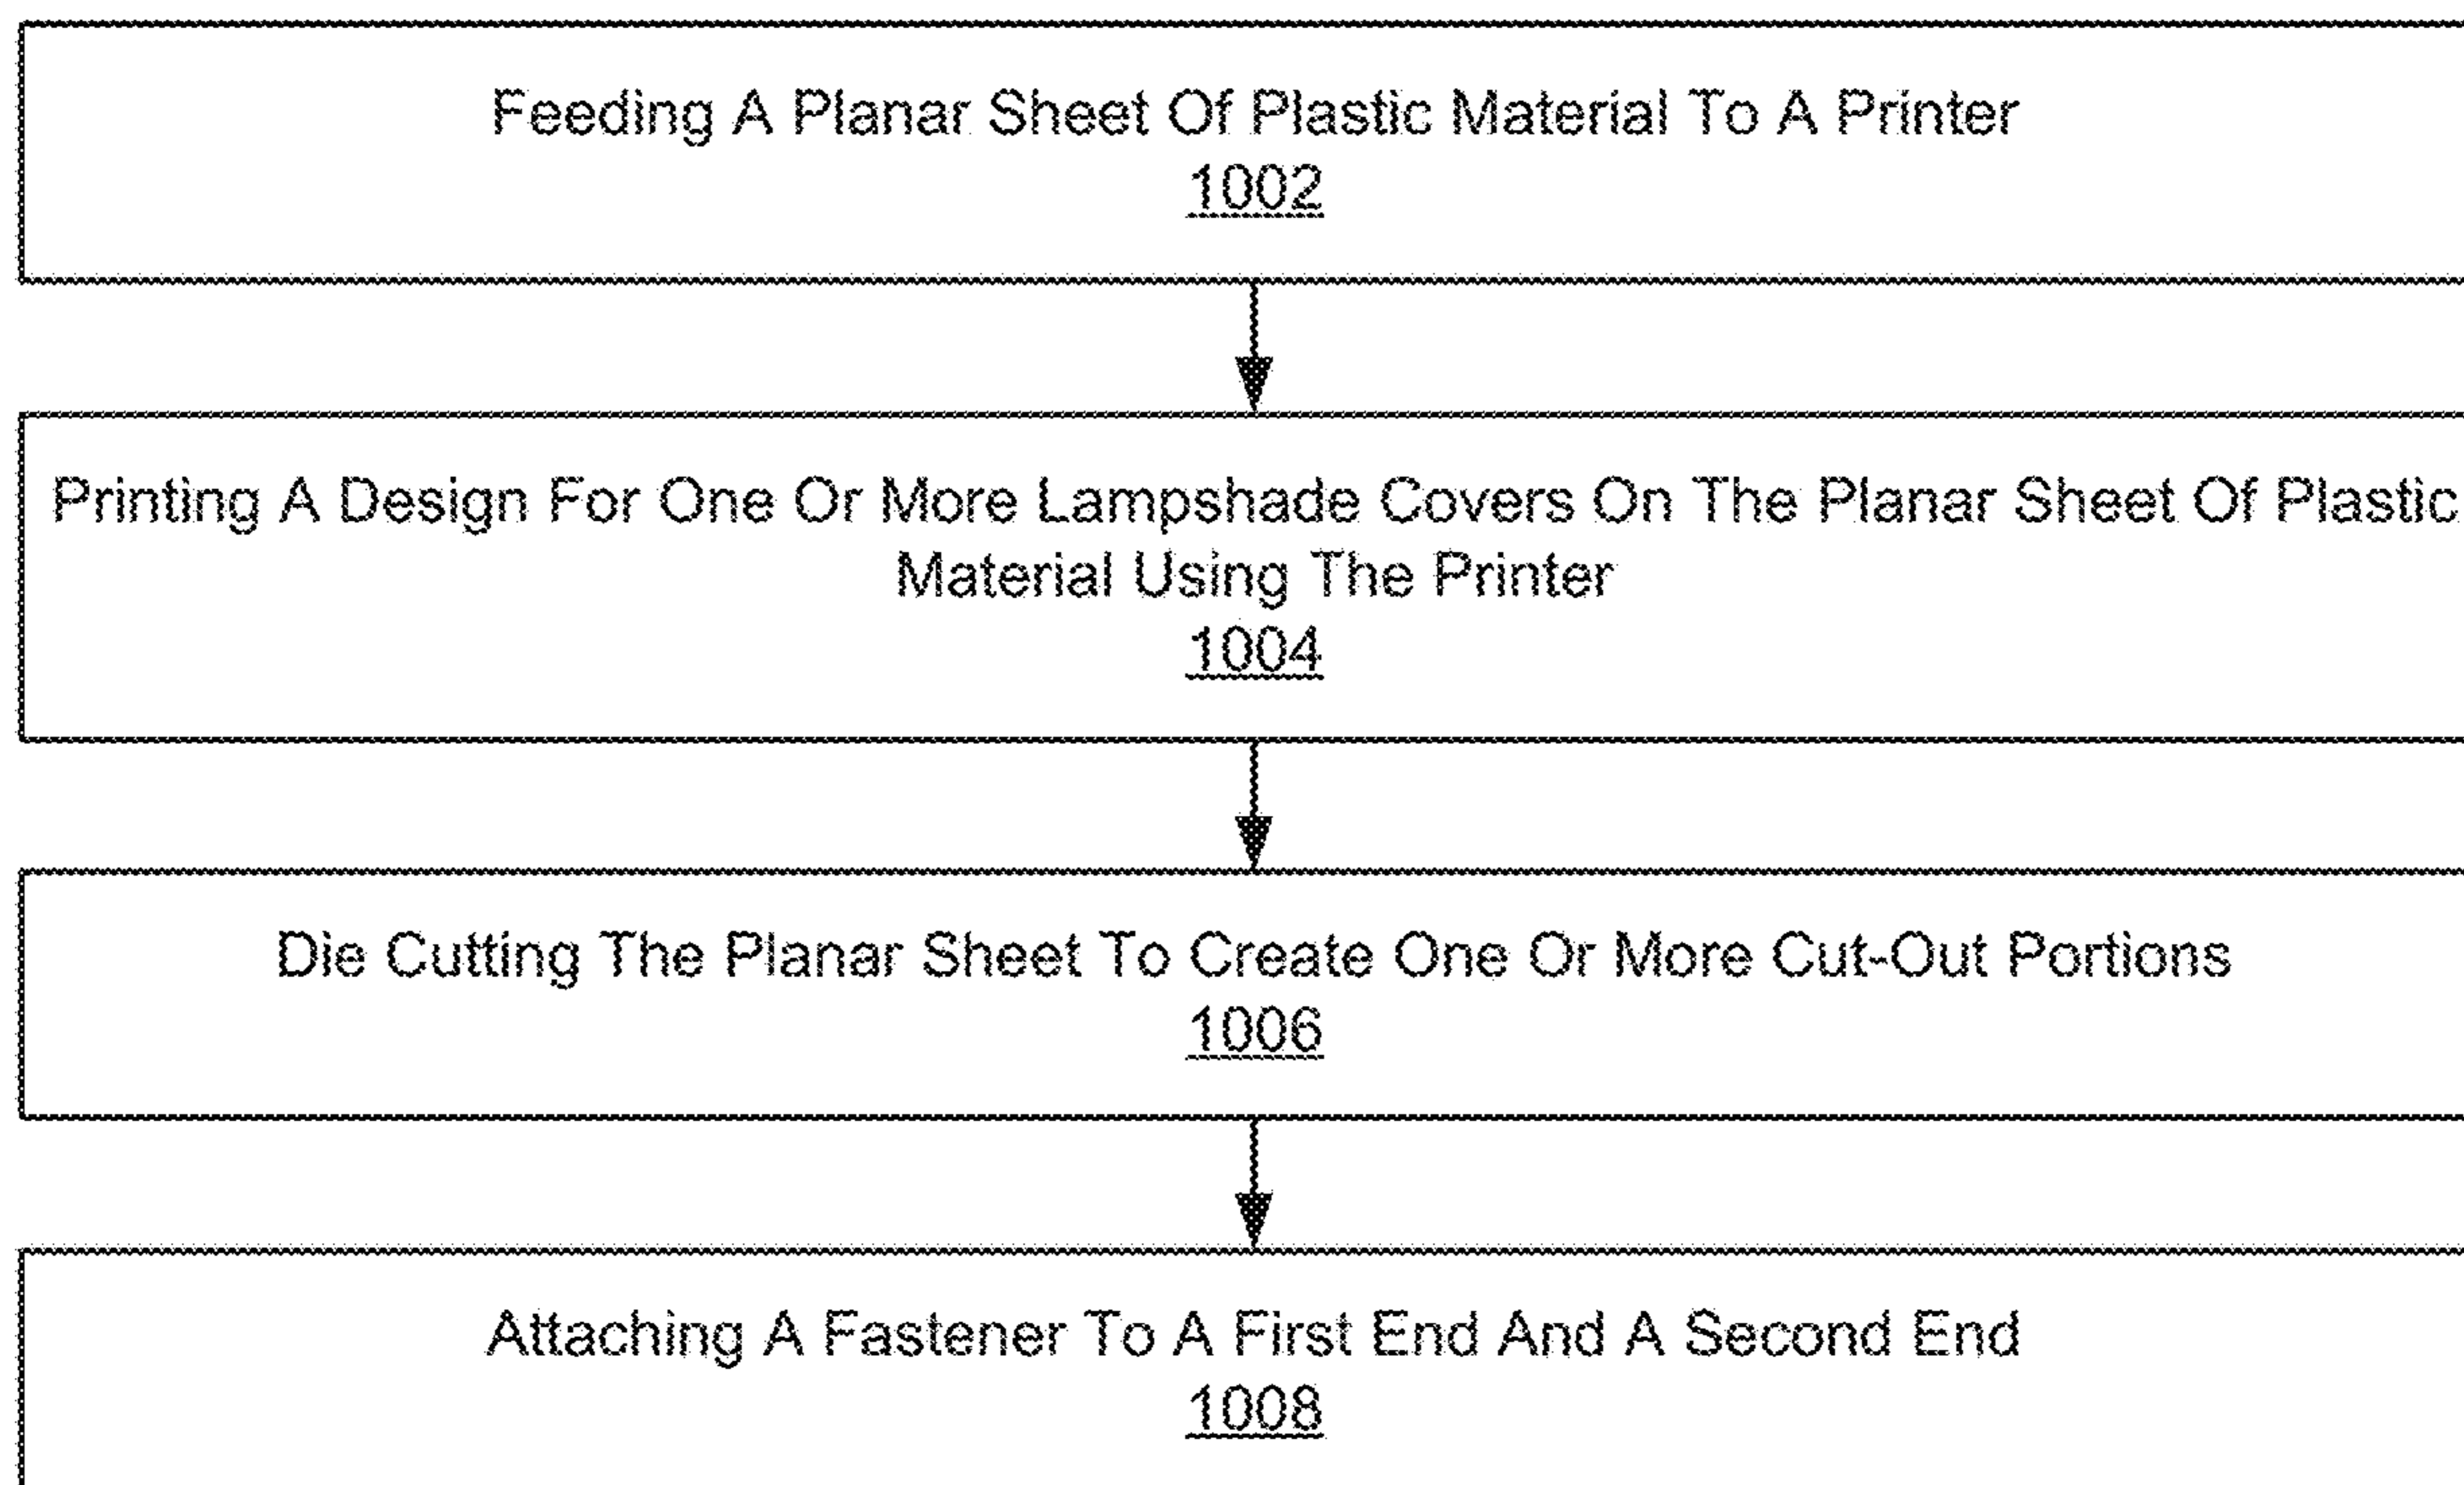 Feeding A Planar Sheet Of Plastic Material To A Printer
1002
Printing A Design For One Or More Lampshade Covers On The Planar Sheet Of Plastic
Material Using The Printer
1004
Die Cutting The Planar Sheet To Create One Or More Cut-Out Portions
1006
Attaching A Fastener To A First End And A Second End
1008